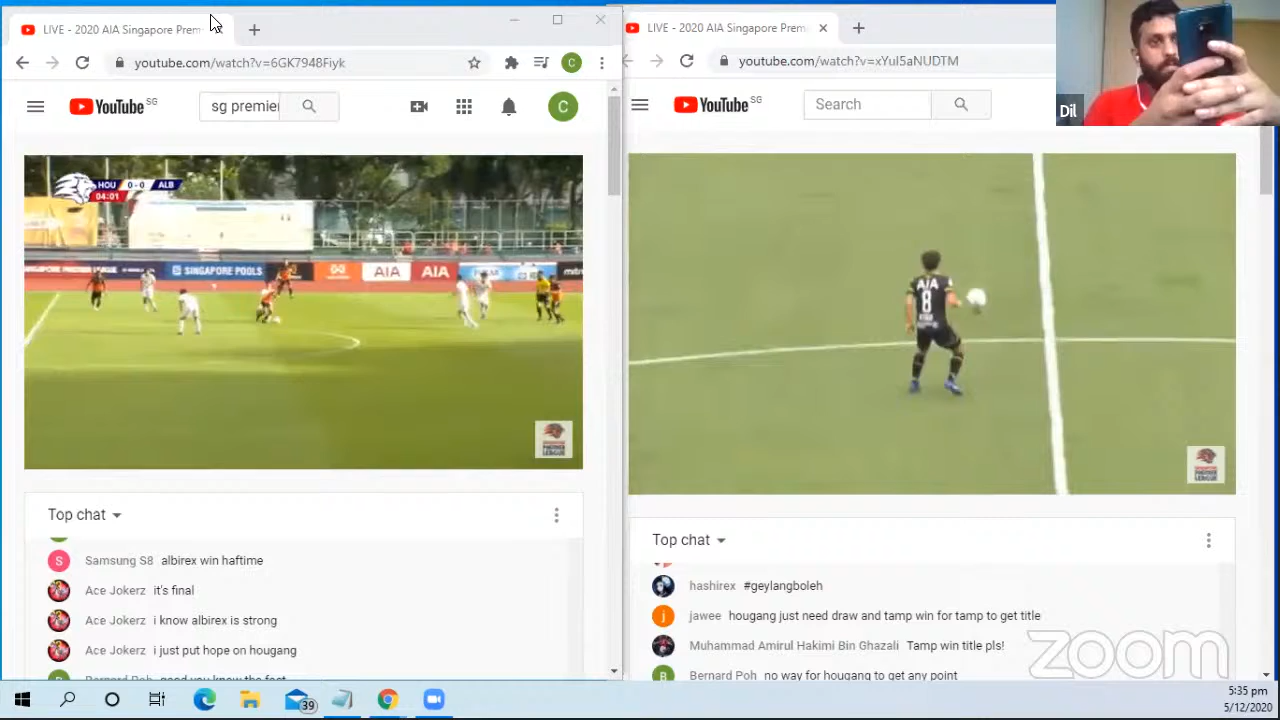 LIVE - 2020 AIA Singapore Prem
youtube.com/watch?v=6GK7948Fiyk
C
YouTube SG
sg premier
C
HOU 0-0 ALB
04:01
SINGAPORE POOLS
AIA
AIA
Top chat
S Samsung S8 albirex win haftime
Ace Jokerz it's final
Ace Jokerz i know albirex is strong
Ace Jokerz i just put hope on hougang
LIVE - 2020 AIA Singapore Prem
youtube.com/watch?v=xYul5aNUDTM
YouTube SG
Search
Dil
AIA
8
Top chat
hashirex #geylangboleh
j jawee hougang just need draw and tamp win for tamp to get title
Muhammad Amirul Hakimi Bin Ghazali Tamp win title pls!
B Bernard Poh no way for hougang to get any point
zoom
39
5:35 pm
5/12/2020